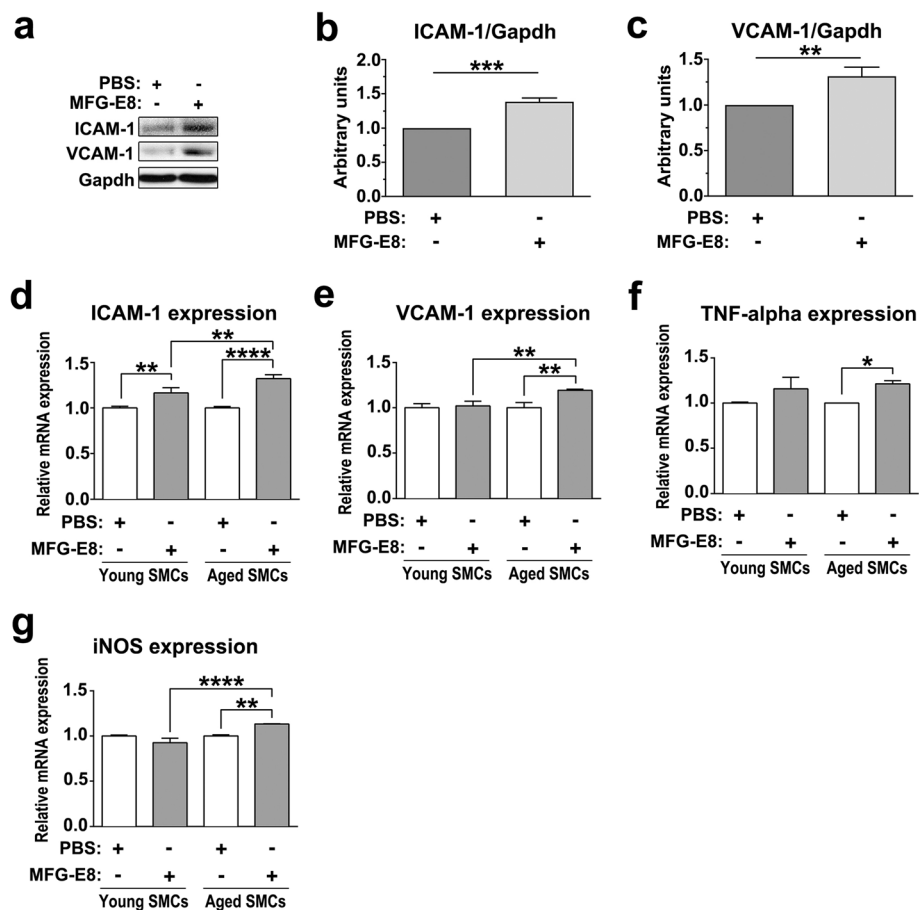 a
PBS: + -
MFG-E8: - +
ICAM-1
VCAM-1
Gapdh
b
ICAM-1/Gapdh
***
Arbitrary units
2.0
1.5
1.0
0.5
0.0
PBS: + -
MFG-E8: - +
c
VCAM-1/Gapdh
**
Arbitrary units
1.5
1.0
0.5
0.0
PBS: + -
MFG-E8: - +
d
ICAM-1 expression
**
** ****
Relative mRNA expression
1.5
1.0
0.5
0.0
PBS: + - + -
MFG-E8: - + - +
Young SMCs Aged SMCs
e
VCAM-1 expression
**
**
Relative mRNA expression
1.5
1.0
0.5
0.0
PBS: + - + -
MFG-E8: - + - +
Young SMCs Aged SMCs
f
TNF-alpha expression
*
Relative mRNA expression
1.5
1.0
0.5
0.0
PBS: + - + -
MFG-E8: - + - +
Young SMCs Aged SMCs
g
iNOS expression
****
**
Relative mRNA expression
1.5
1.0
0.5
0.0
PBS: + - + -
MFG-E8: - + - +
Young SMCs Aged SMCs